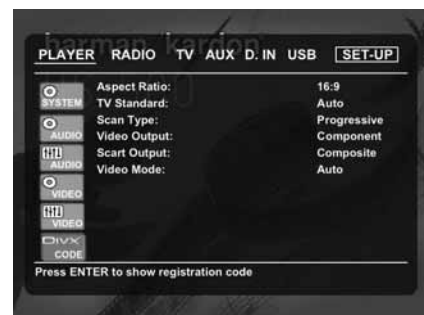 harman kardon
PLAYER RADIO TV AUX D. IN USB SET-UP
SYSTEM
AUDIO
AUDIO
VIDEO
VIDEO
DIVX
CODE
Aspect Ratio: 16:9
TV Standard: Auto
Scan Type: Progressive
Video Output: Component
Scart Output: Composite
Video Mode: Auto
Press ENTER to show registration code